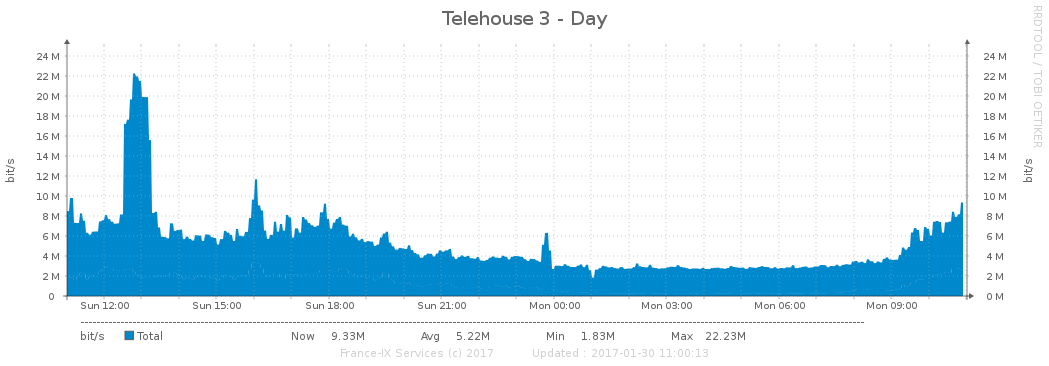 Telehouse 3 - Day
RRDTOOL / TOBI OETIKER
bit/s
24 M 24 M
22 M 22 M
20 M 20 M
18 M 18 M
16 M 16 M
14 M 14 M
12 M 12 M
10 M 10 M
8 M 8 M
6 M 6 M
4 M 4 M
2 M 2 M
0 0 M
bit/s
Sun 12:00 Sun 15:00 Sun 18:00 Sun 21:00 Mon 00:00 Mon 03:00 Mon 06:00 Mon 09:00
bit/s Total Now 9.33M Avg 5.22M Min 1.83M Max 22.23M
France-IX Services (c) 2017 Updated : 2017-01-30 11:00:13